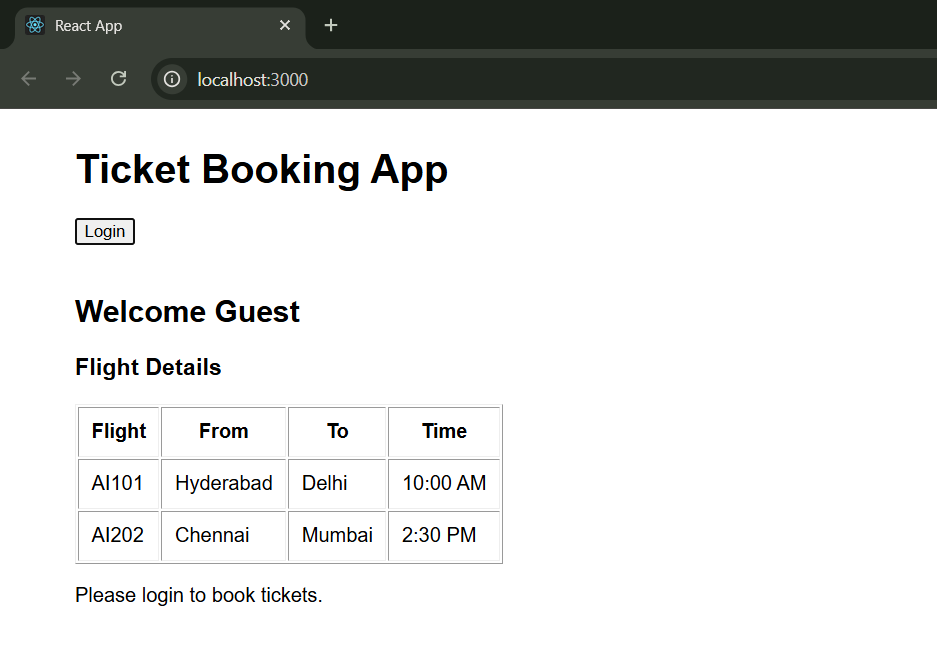 React App
localhost:3000
Ticket Booking App
Login
Welcome Guest
Flight Details
Flight From To Time
AI101 Hyderabad Delhi 10:00 AM
AI202 Chennai Mumbai 2:30 PM
Please login to book tickets.